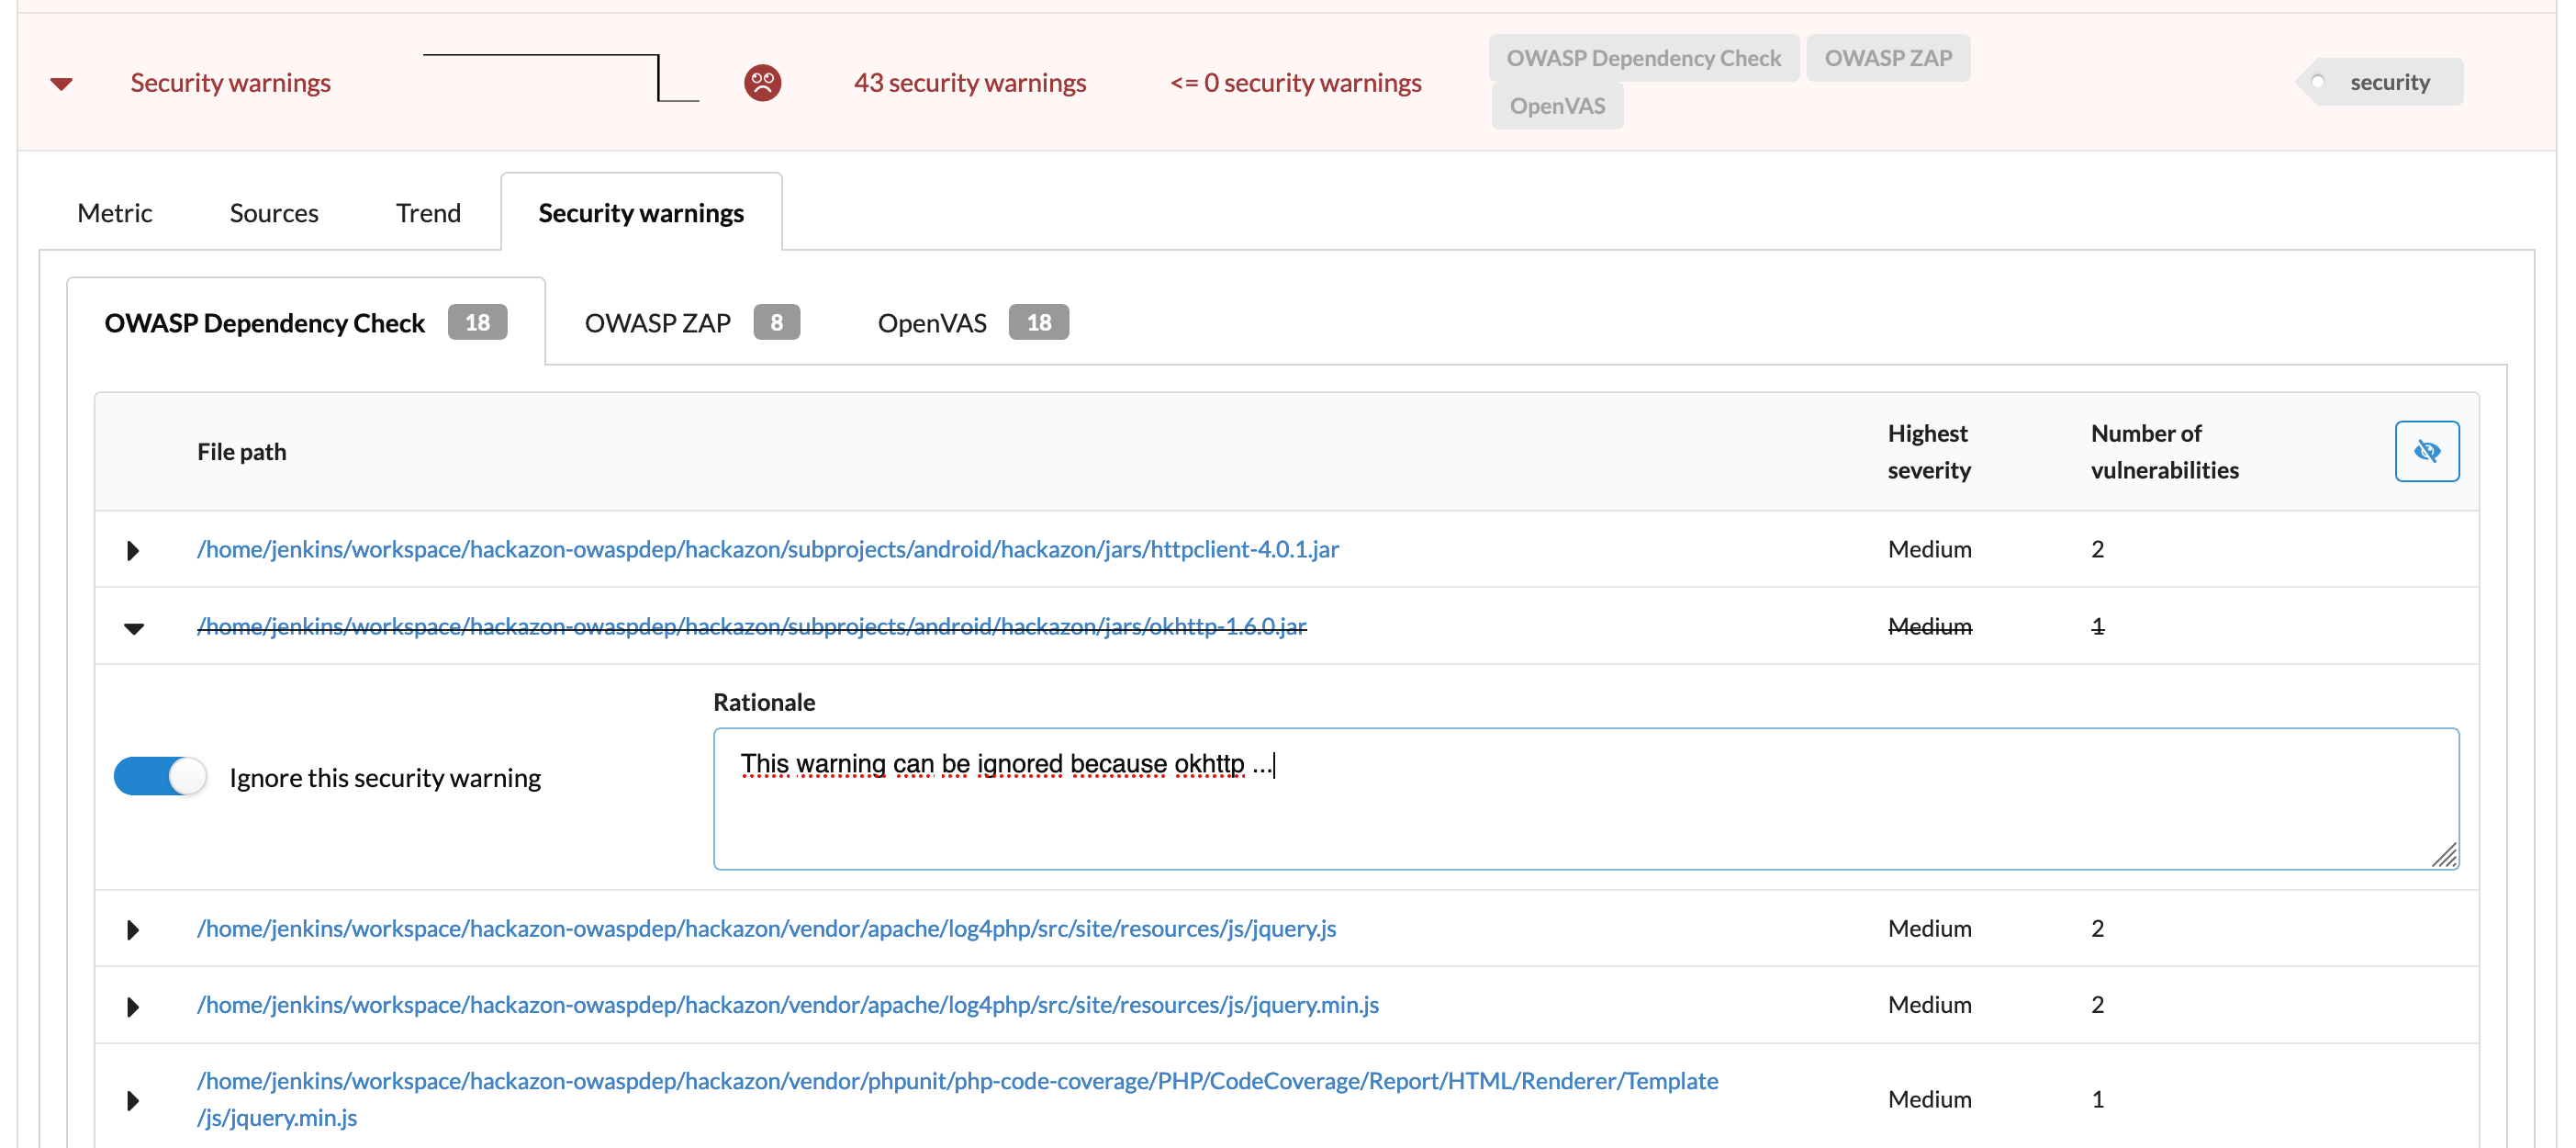 Security warnings
43 security warnings
<= 0 security warnings
OWASP Dependency Check
OWASP ZAP
OpenVAS
security
Metric
Sources
Trend
Security warnings
OWASP Dependency Check 18
OWASP ZAP 8
OpenVAS 18
File path
Highest
severity
Number of
vulnerabilities
/home/jenkins/workspace/hackazon-owaspdep/hackazon/subprojects/android/hackazon/jars/httpclient-4.0.1.jar
Medium
2
/home/jenkins/workspace/hackazon-owaspdep/hackazon/subprojects/android/hackazon/jars/okhttp-1.6.0.jar
Medium
1
Rationale
Ignore this security warning
This warning can be ignored because okhttp ...
/home/jenkins/workspace/hackazon-owaspdep/hackazon/vendor/apache/log4php/src/site/resources/js/jquery.js
Medium
2
/home/jenkins/workspace/hackazon-owaspdep/hackazon/vendor/apache/log4php/src/site/resources/js/jquery.min.js
Medium
2
/home/jenkins/workspace/hackazon-owaspdep/hackazon/vendor/phpunit/php-code-coverage/PHP/CodeCoverage/Report/HTML/Renderer/Template
/js/jquery.min.js
Medium
1